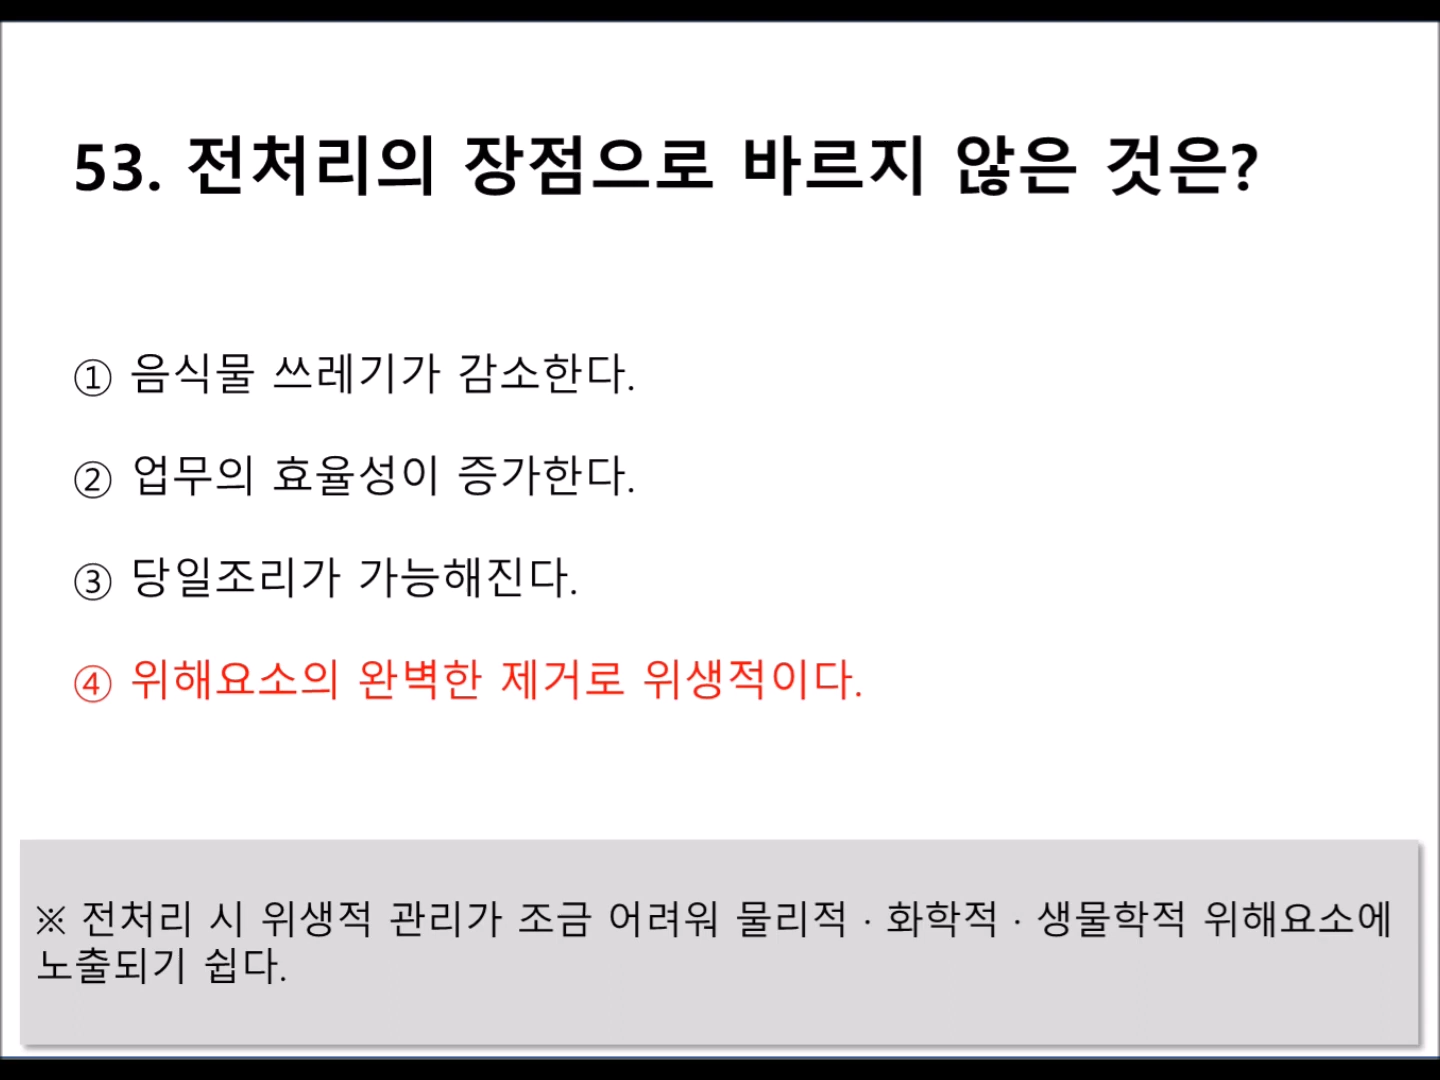 53. 전처리의 장점으로 바르지 않은 것은?
① 음식물 쓰레기가 감소한다.
② 업무의 효율성이 증가한다.
③ 당일조리가 가능해진다.
④ 위해요소의 완벽한 제거로 위생적이다.
※ 전처리 시 위생적 관리가 조금 어려워 물리적 · 화학적 · 생물학적 위해요소에
노출되기 쉽다.